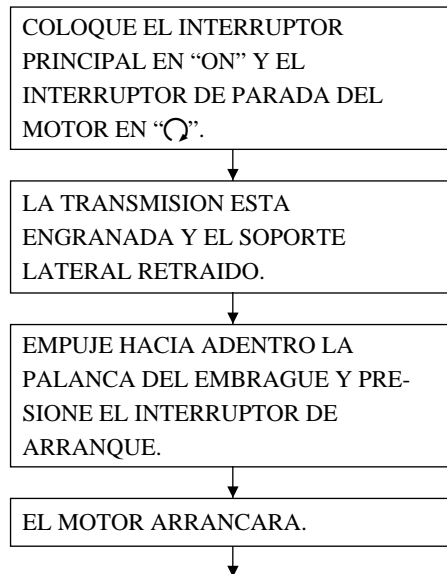 COLOQUE EL INTERRUPTOR
PRINCIPAL EN “ON” Y EL
INTERRUPTOR DE PARADA DEL
MOTOR EN “”.
LA TRANSMISION ESTA
ENGRANADA Y EL SOPORTE
LATERAL RETRAIDO.
EMPUJE HACIA ADENTRO LA
PALANCA DEL EMBRAGUE Y PRE-
SIONE EL INTERRUPTOR DE
ARRANQUE.
EL MOTOR ARRANCARA.